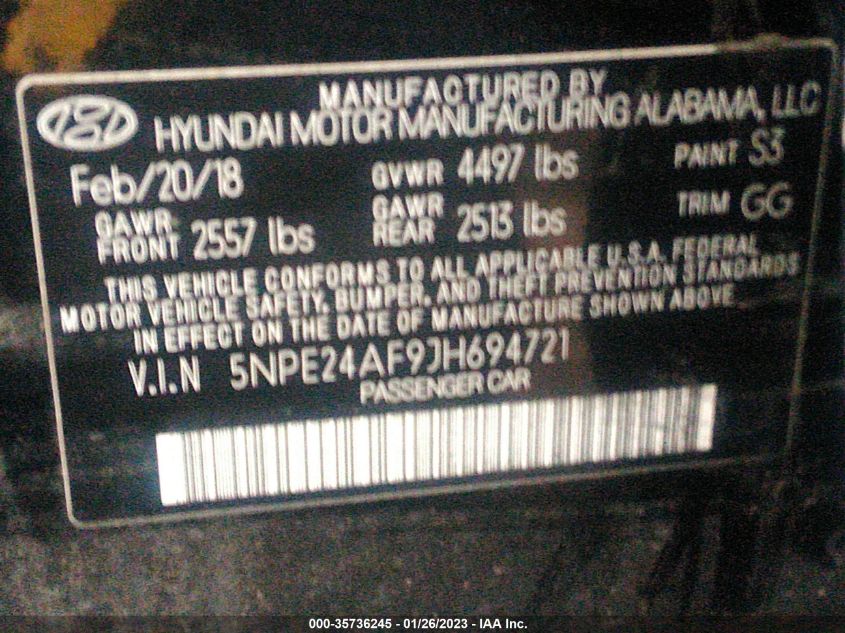 MANUFACTURED BY
HYUNDAI MOTOR MANUFACTURING ALABAMA, LLC
Feb/20/18 GVWR 4497 lbs PAINT S3
GAWR FRONT 2557 lbs GAWR REAR 2513 lbs TRIM GG
THIS VEHICLE CONFORMS TO ALL APPLICABLE U.S.A. FEDERAL
MOTOR VEHICLE SAFETY, BUMPER, AND THEFT PREVENTION STANDARDS
IN EFFECT ON THE DATE OF MANUFACTURE SHOWN ABOVE
V.I.N 5NPE24AF9JH694721
PASSENGER CAR
000-35736245 - 01/26/2023 - IAA Inc.